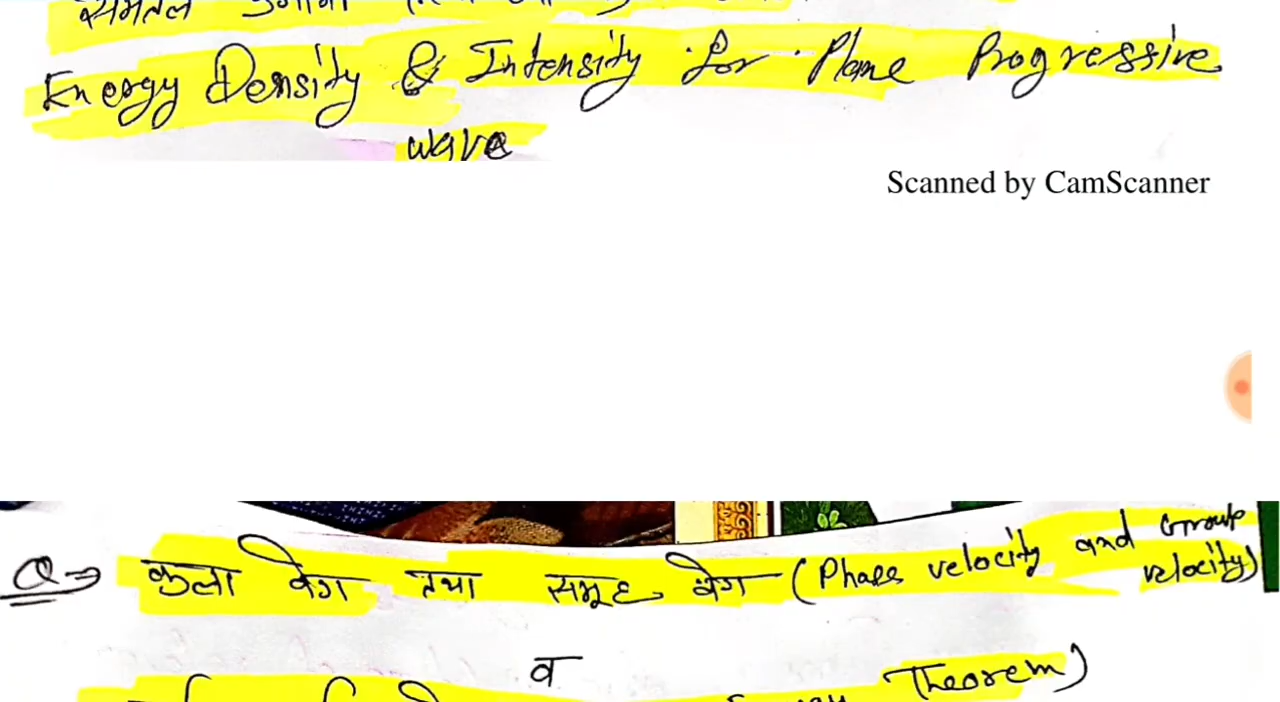 समतल
Energy Density & Intensity for Plane Progressive
wave
Scanned by CamScanner
Q⇒ कला वेग तथा समूह वेग (Phase velocity and Group
velocity)
व
Theorem)